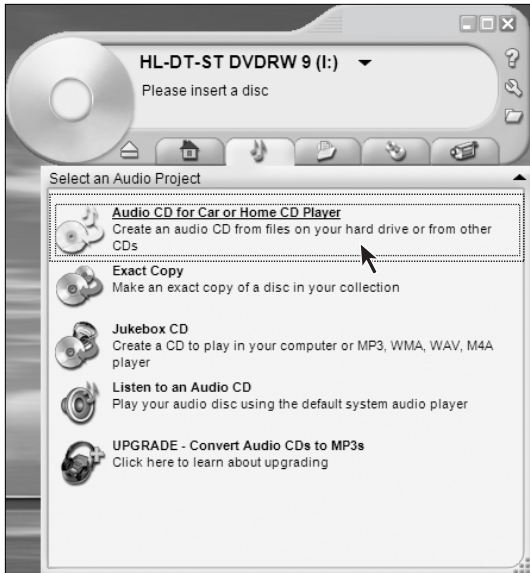 HL-DT-ST DVDRW 9 (I:)
Please insert a disc
Select an Audio Project
Audio CD for Car or Home CD Player
Create an audio CD from files on your hard drive or from other
CDs
Exact Copy
Make an exact copy of a disc in your collection
Jukebox CD
Create a CD to play in your computer or MP3, WMA, WAV, M4A
player
Listen to an Audio CD
Play your audio disc using the default system audio player
UPGRADE - Convert Audio CDs to MP3s
Click here to learn about upgrading